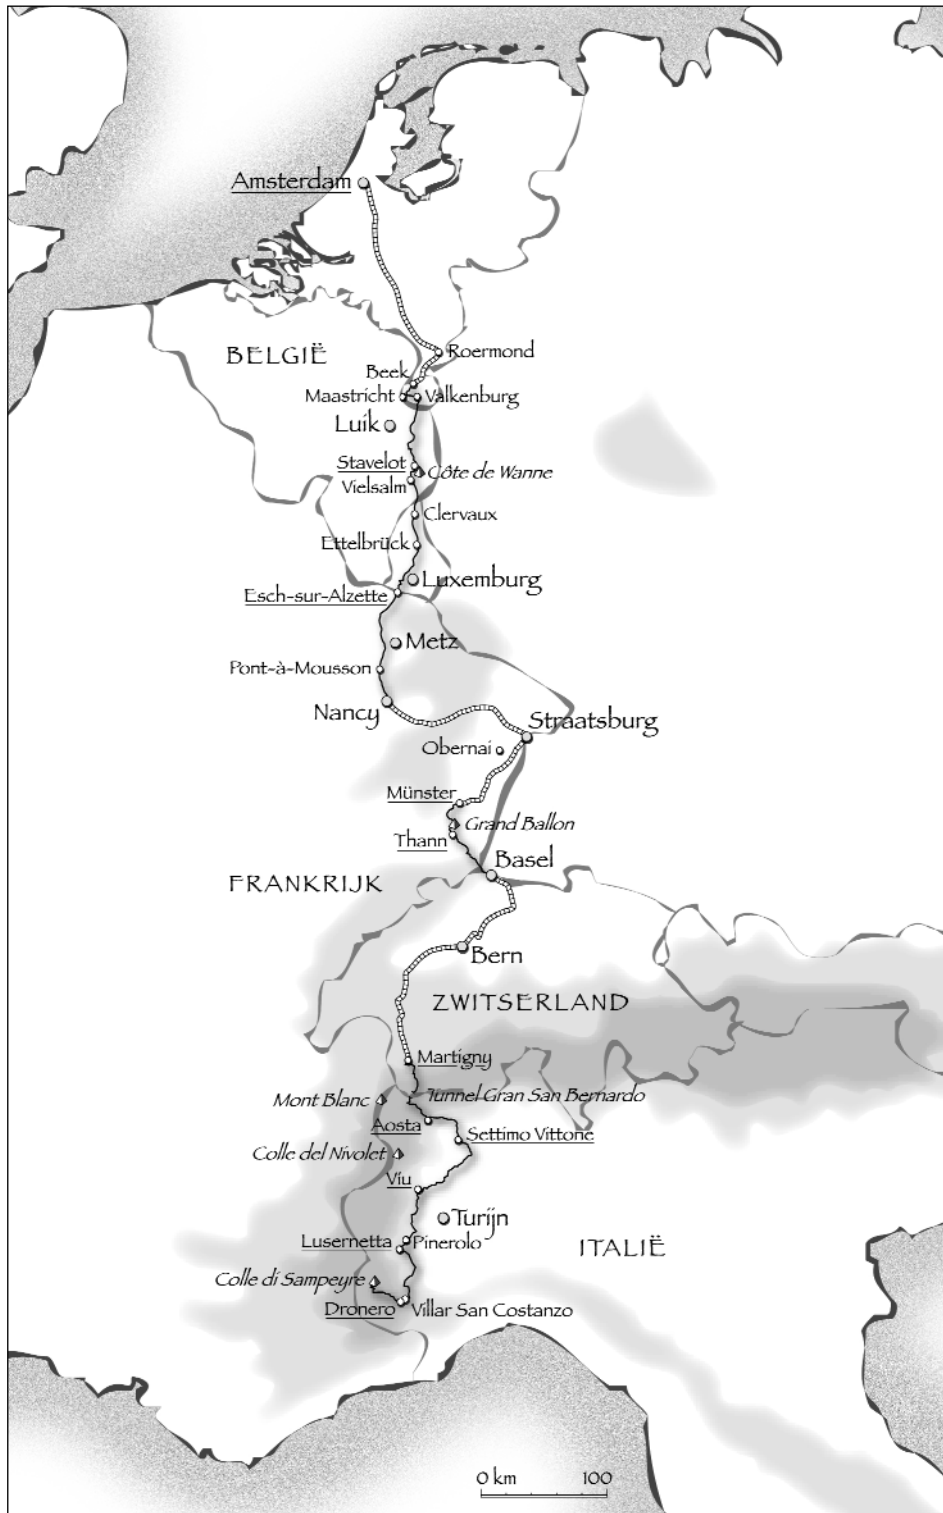 Amsterdam
BELGIË
Roermond
Beek
Maastricht
Valkenburg
Luik
Stavelot
Côte de Wanne
Vielsalm
Clervaux
Ettelbrück
Luxemburg
Esch-sur-Alzette
Metz
Pont-à-Mousson
Nancy
Straatsburg
Obernai
Münster
Grand Ballon
Thann
Basel
FRANKRIJK
Bern
ZWITSERLAND
Martigny
Mont Blanc
Tunnel Gran San Bernardo
Aosta
Settimo Vittone
Colle del Nivolet
Viu
Turijn
Lusernetta
Pinerolo
ITALIË
Colle di Sampeyre
Dronero
Villar San Costanzo
0 km 100